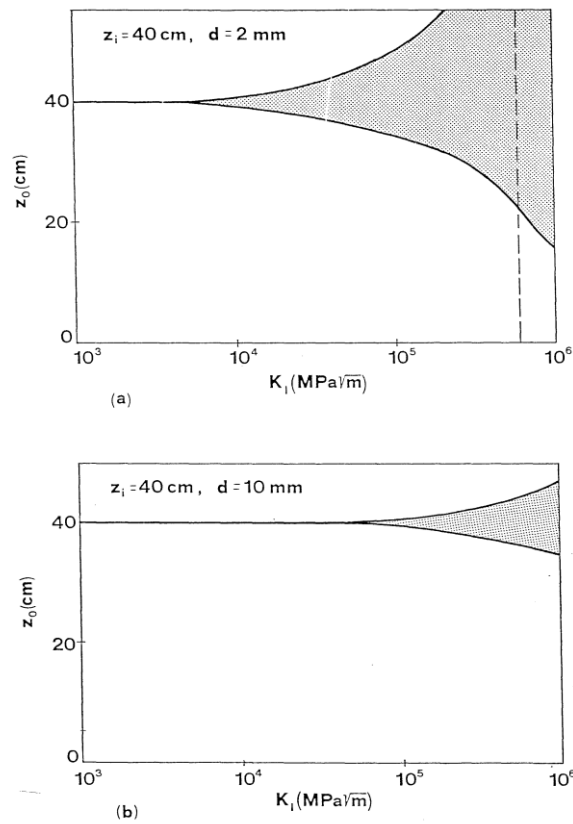 z_i = 40 cm, d = 2 mm
40
20
0
z_0 (cm)
10^3 10^4 10^5 10^6
K_I (MPa√m)
(a)
z_i = 40 cm, d = 10 mm
40
20
0
z_0 (cm)
10^3 10^4 10^5 10^6
K_I (MPa√m)
(b)